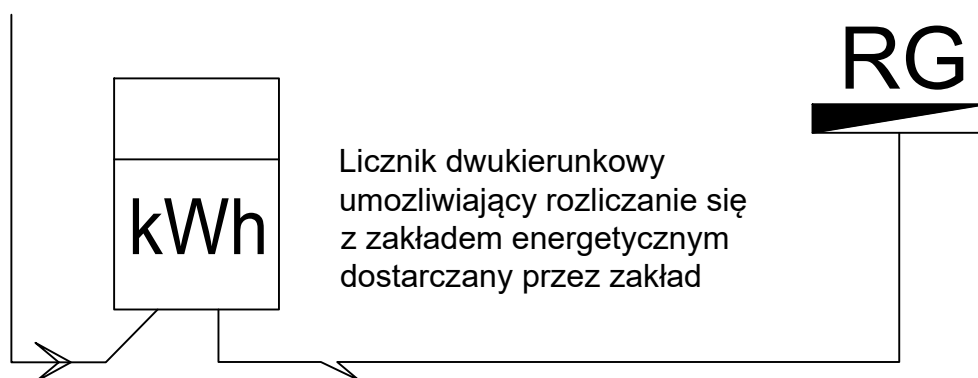 RG
Licznik dwukierunkowy
umozliwiający rozliczanie się
z zakładem energetycznym
dostarczany przez zakład
kWh